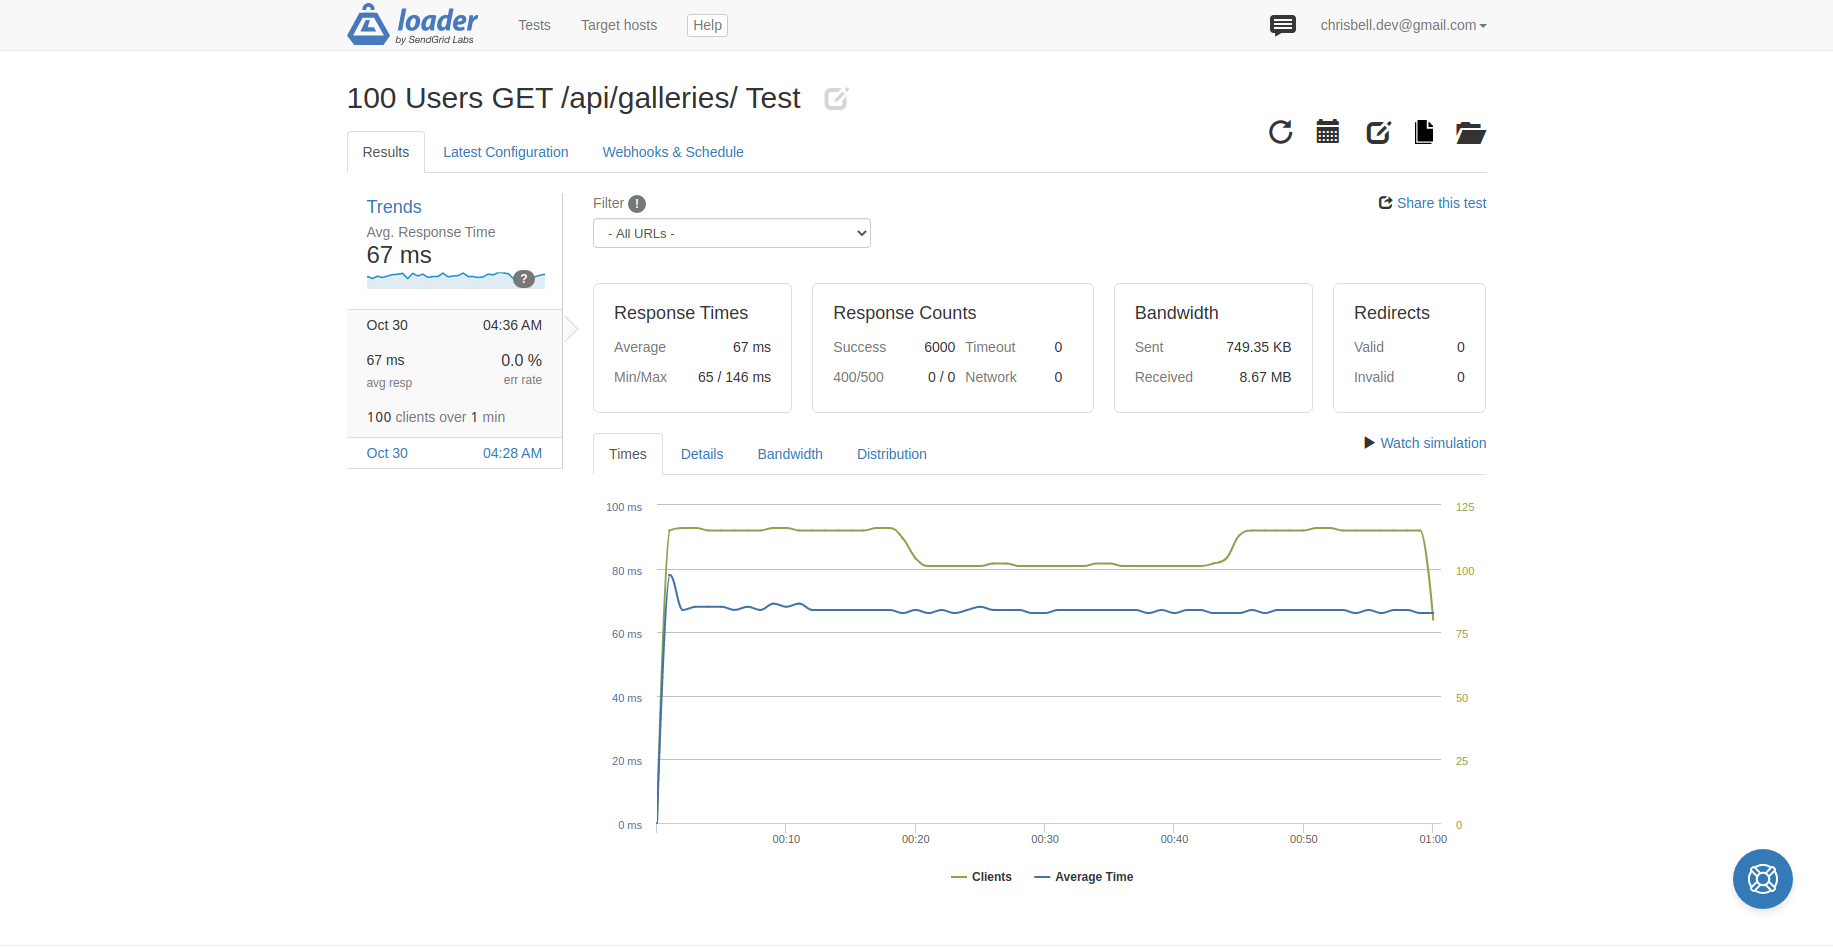 loader
by SendGrid Labs
Tests
Target hosts
Help
chrisbell.dev@gmail.com
100 Users GET /api/galleries/ Test
Results
Latest Configuration
Webhooks & Schedule
Trends
Avg. Response Time
67 ms
?
Oct 30 04:36 AM
67 ms 0.0 %
avg resp err rate
100 clients over 1 min
Oct 30 04:28 AM
Filter !
- All URLs -
Share this test
Response Times
Average 67 ms
Min/Max 65 / 146 ms
Response Counts
Success 6000 Timeout 0
400/500 0 / 0 Network 0
Bandwidth
Sent 749.35 KB
Received 8.67 MB
Redirects
Valid 0
Invalid 0
Times
Details
Bandwidth
Distribution
Watch simulation
100 ms 125
80 ms 100
60 ms 75
40 ms 50
20 ms 25
0 ms 0
00:10 00:20 00:30 00:40 00:50 01:00
Clients Average Time